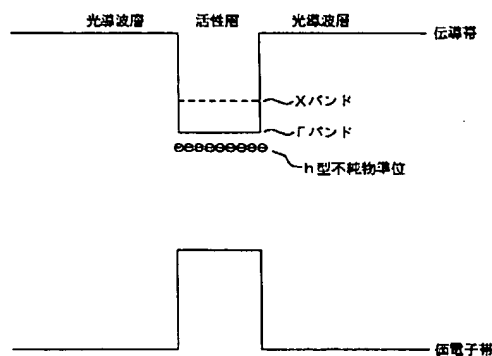 光導波層 活性層 光導波層
伝導帯
Xバンド
Γバンド
h型不純物準位
価電子帯